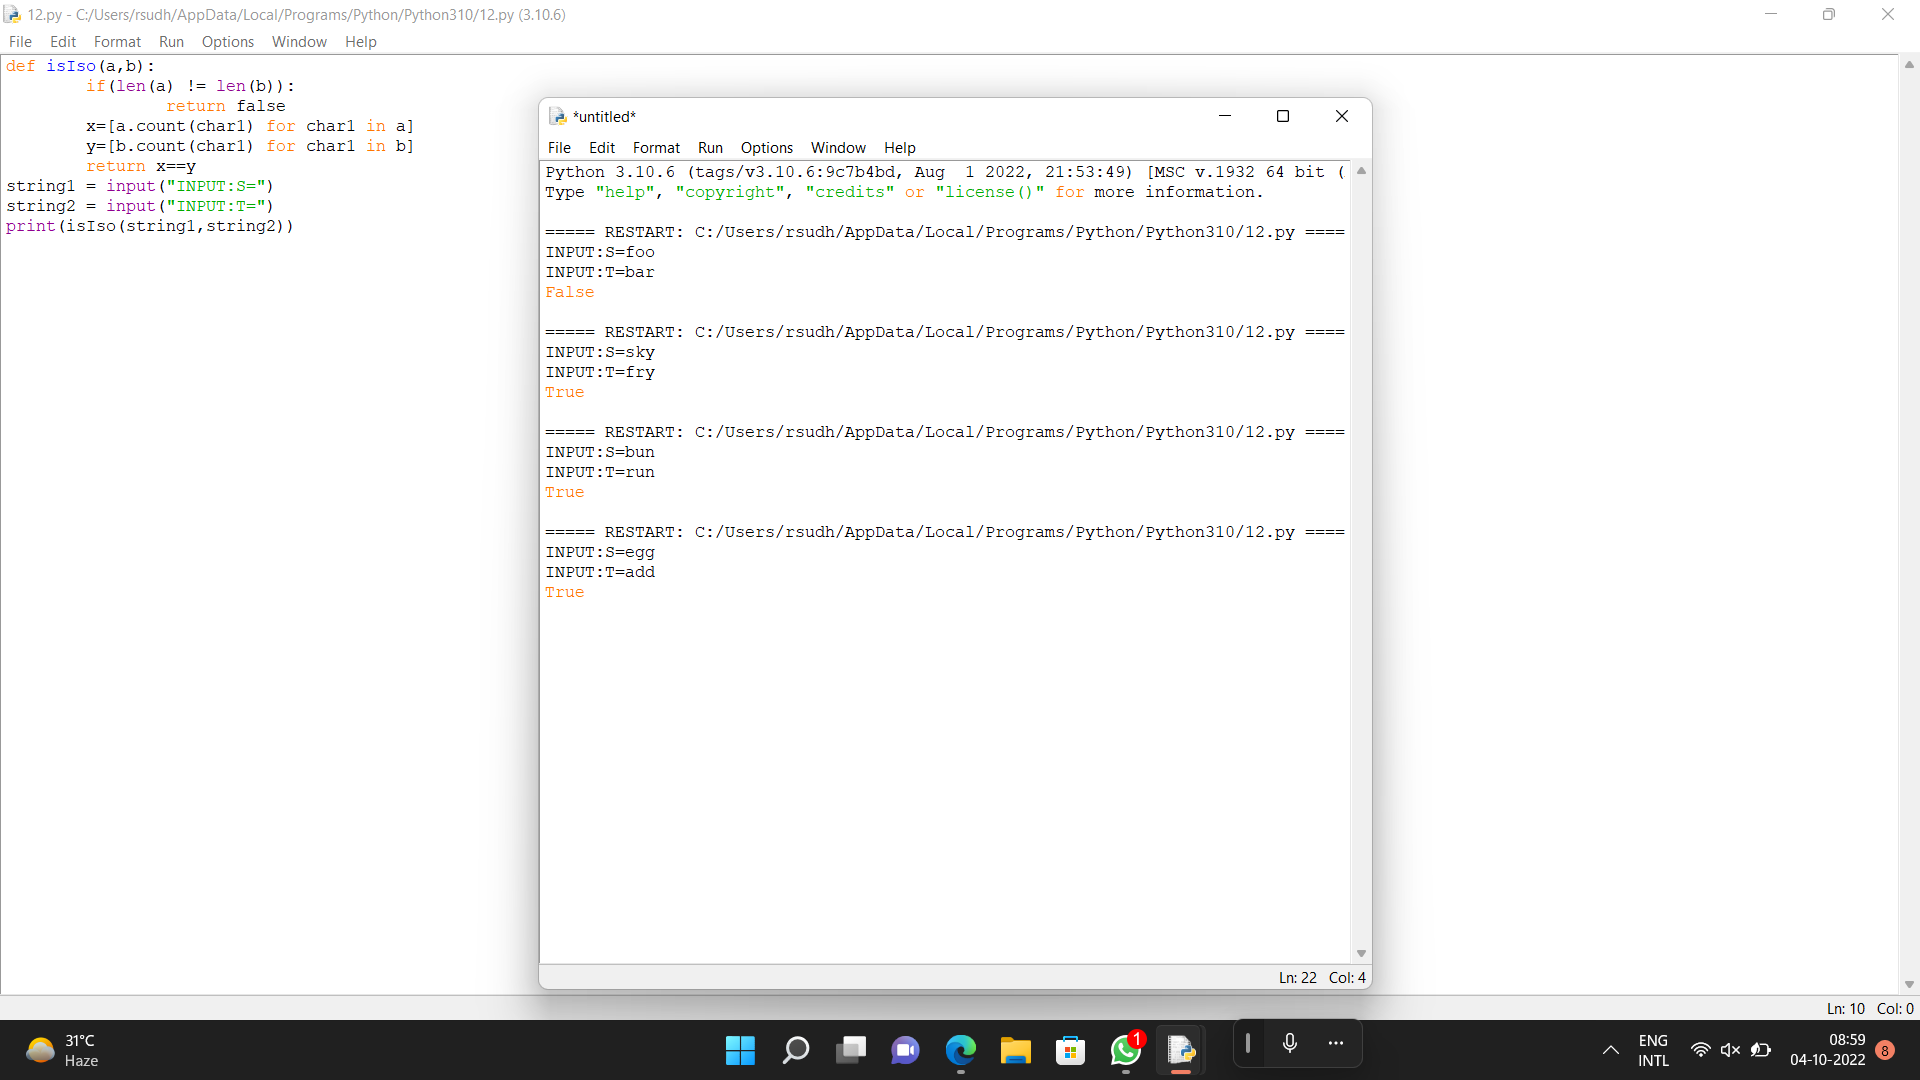 12.py - C:/Users/rsudh/AppData/Local/Programs/Python/Python310/12.py (3.10.6)
File Edit Format Run Options Window Help
def isIso(a,b):
        if(len(a) != len(b)):
                return false
        x=[a.count(char1) for char1 in a]
        y=[b.count(char1) for char1 in b]
        return x==y
string1 = input("INPUT:S=")
string2 = input("INPUT:T=")
print(isIso(string1,string2))
*untitled*
File Edit Format Run Options Window Help
Python 3.10.6 (tags/v3.10.6:9c7b4bd, Aug  1 2022, 21:53:49) [MSC v.1932 64 bit (
Type "help", "copyright", "credits" or "license()" for more information.
===== RESTART: C:/Users/rsudh/AppData/Local/Programs/Python/Python310/12.py ====
INPUT:S=foo
INPUT:T=bar
False
===== RESTART: C:/Users/rsudh/AppData/Local/Programs/Python/Python310/12.py ====
INPUT:S=sky
INPUT:T=fry
True
===== RESTART: C:/Users/rsudh/AppData/Local/Programs/Python/Python310/12.py ====
INPUT:S=bun
INPUT:T=run
True
===== RESTART: C:/Users/rsudh/AppData/Local/Programs/Python/Python310/12.py ====
INPUT:S=egg
INPUT:T=add
True
Ln: 22 Col: 4
Ln: 10 Col: 0
31°C
Haze
1
ENG
INTL
08:59
04-10-2022
8